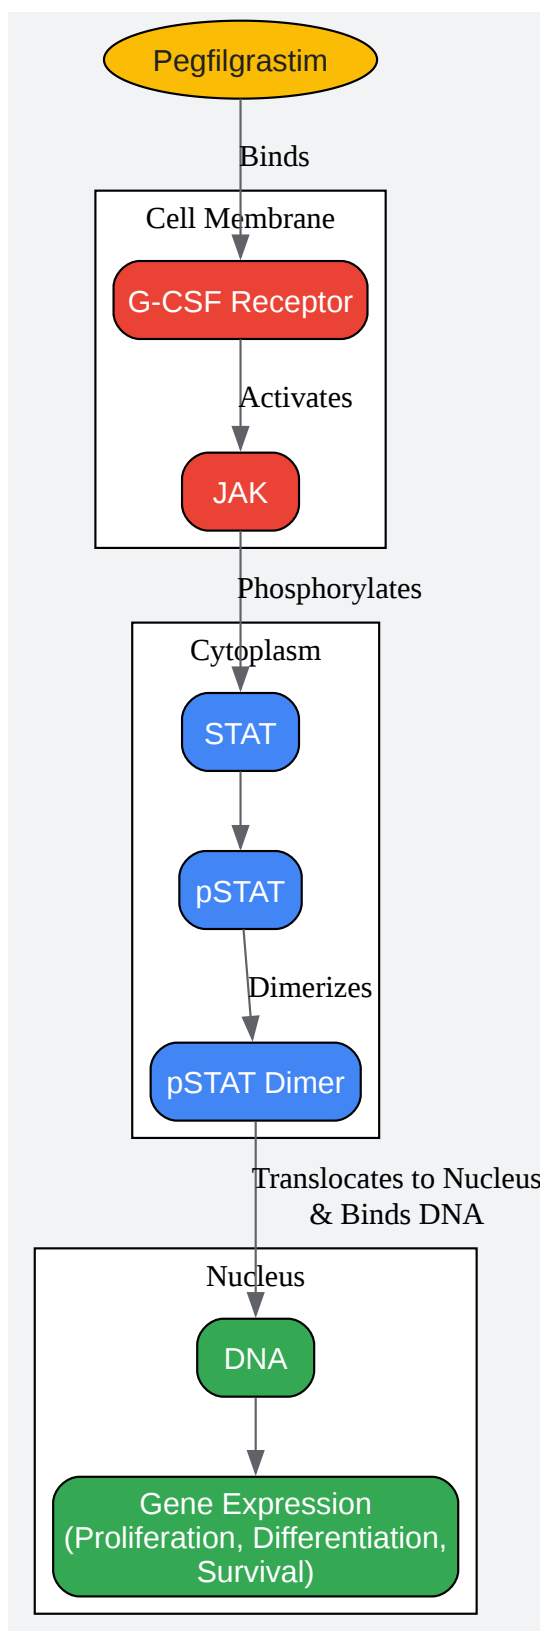 Pegfilgrastim
Binds
Cell Membrane
G-CSF Receptor
Activates
JAK
Phosphorylates
Cytoplasm
STAT
pSTAT
Dimerizes
pSTAT Dimer
Translocates to Nucleus
& Binds DNA
Nucleus
DNA
Gene Expression
(Proliferation, Differentiation,
Survival)